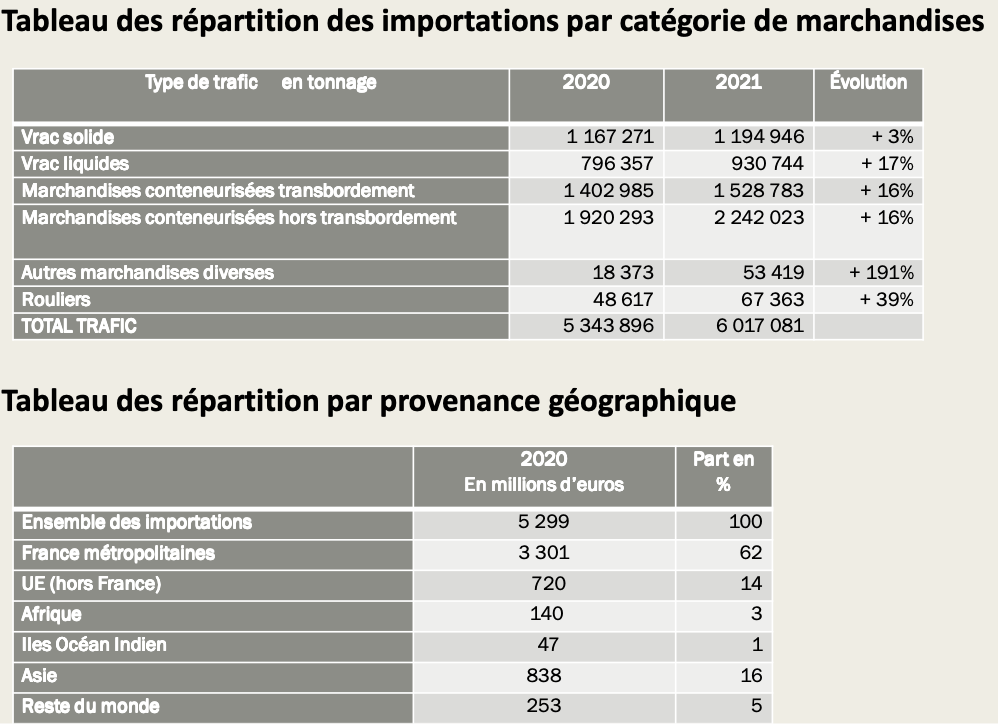 Tableau des répartition des importations par catégorie de marchandises
Type de trafic en tonnage 2020 2021 Évolution
Vrac solide 1 167 271 1 194 946 + 3%
Vrac liquides 796 357 930 744 + 17%
Marchandises conteneurisées transbordement 1 402 985 1 528 783 + 16%
Marchandises conteneurisées hors transbordement 1 920 293 2 242 023 + 16%
Autres marchandises diverses 18 373 53 419 + 191%
Rouliers 48 617 67 363 + 39%
TOTAL TRAFIC 5 343 896 6 017 081
Tableau des répartition par provenance géographique
2020 Part en
En millions d’euros %
Ensemble des importations 5 299 100
France métropolitaines 3 301 62
UE (hors France) 720 14
Afrique 140 3
Iles Océan Indien 47 1
Asie 838 16
Reste du monde 253 5